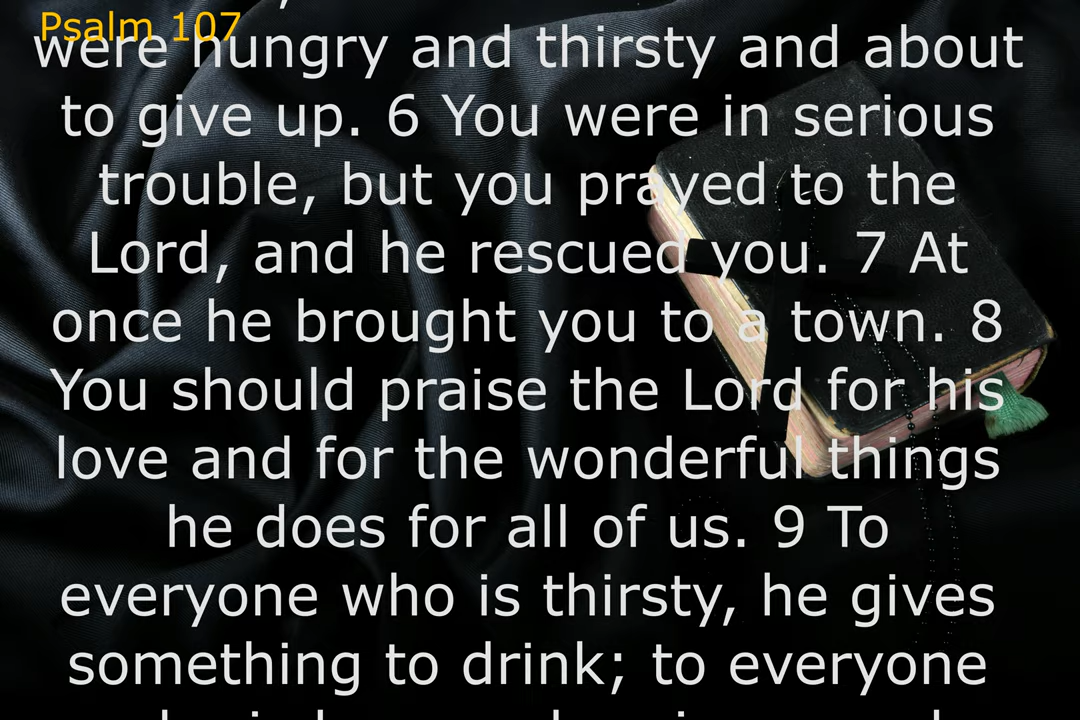 Psalm 107
were hungry and thirsty and about
to give up. 6 You were in serious
trouble, but you prayed to the
Lord, and he rescued you. 7 At
once he brought you to a town. 8
You should praise the Lord for his
love and for the wonderful things
he does for all of us. 9 To
everyone who is thirsty, he gives
something to drink; to everyone